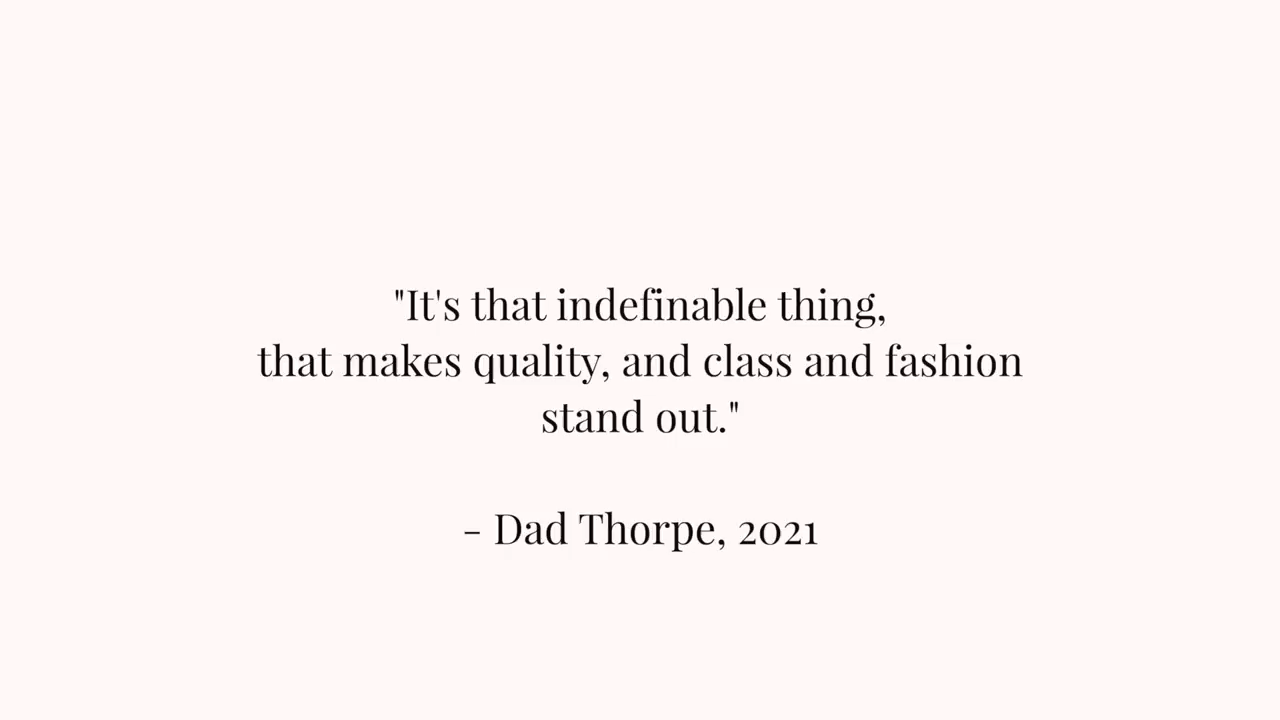 "It's that indefinable thing,
that makes quality, and class and fashion
stand out."
- Dad Thorpe, 2021